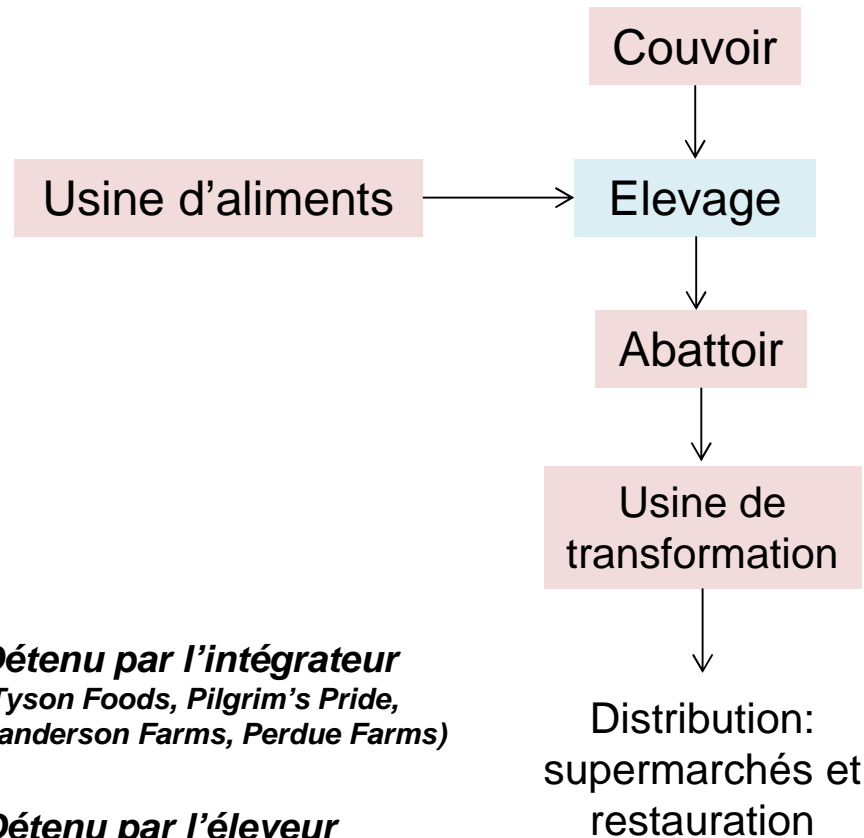 Couvoir
Usine d’aliments
Elevage
Abattoir
Usine de
transformation
Détenu par l’intégrateur
Tyson Foods, Pilgrim’s Pride,
anderson Farms, Perdue Farms)
Distribution:
supermarchés et
restauration
Détenu par l’éleveur